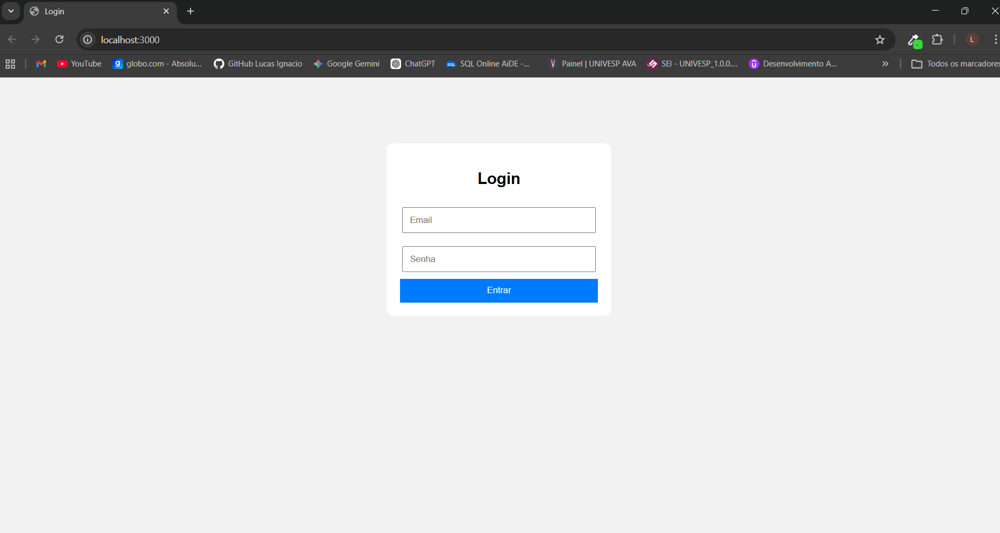 Login
localhost:3000
L
YouTube
globo.com - Absolu...
GitHub Lucas Ignacio
Google Gemini
ChatGPT
SQL
SQL Online AiDE -...
Painel | UNIVESP AVA
SEI - UNIVESP_1.0.0....
Desenvolvimento A...
Todos os marcadores
Login
Email
Senha
Entrar